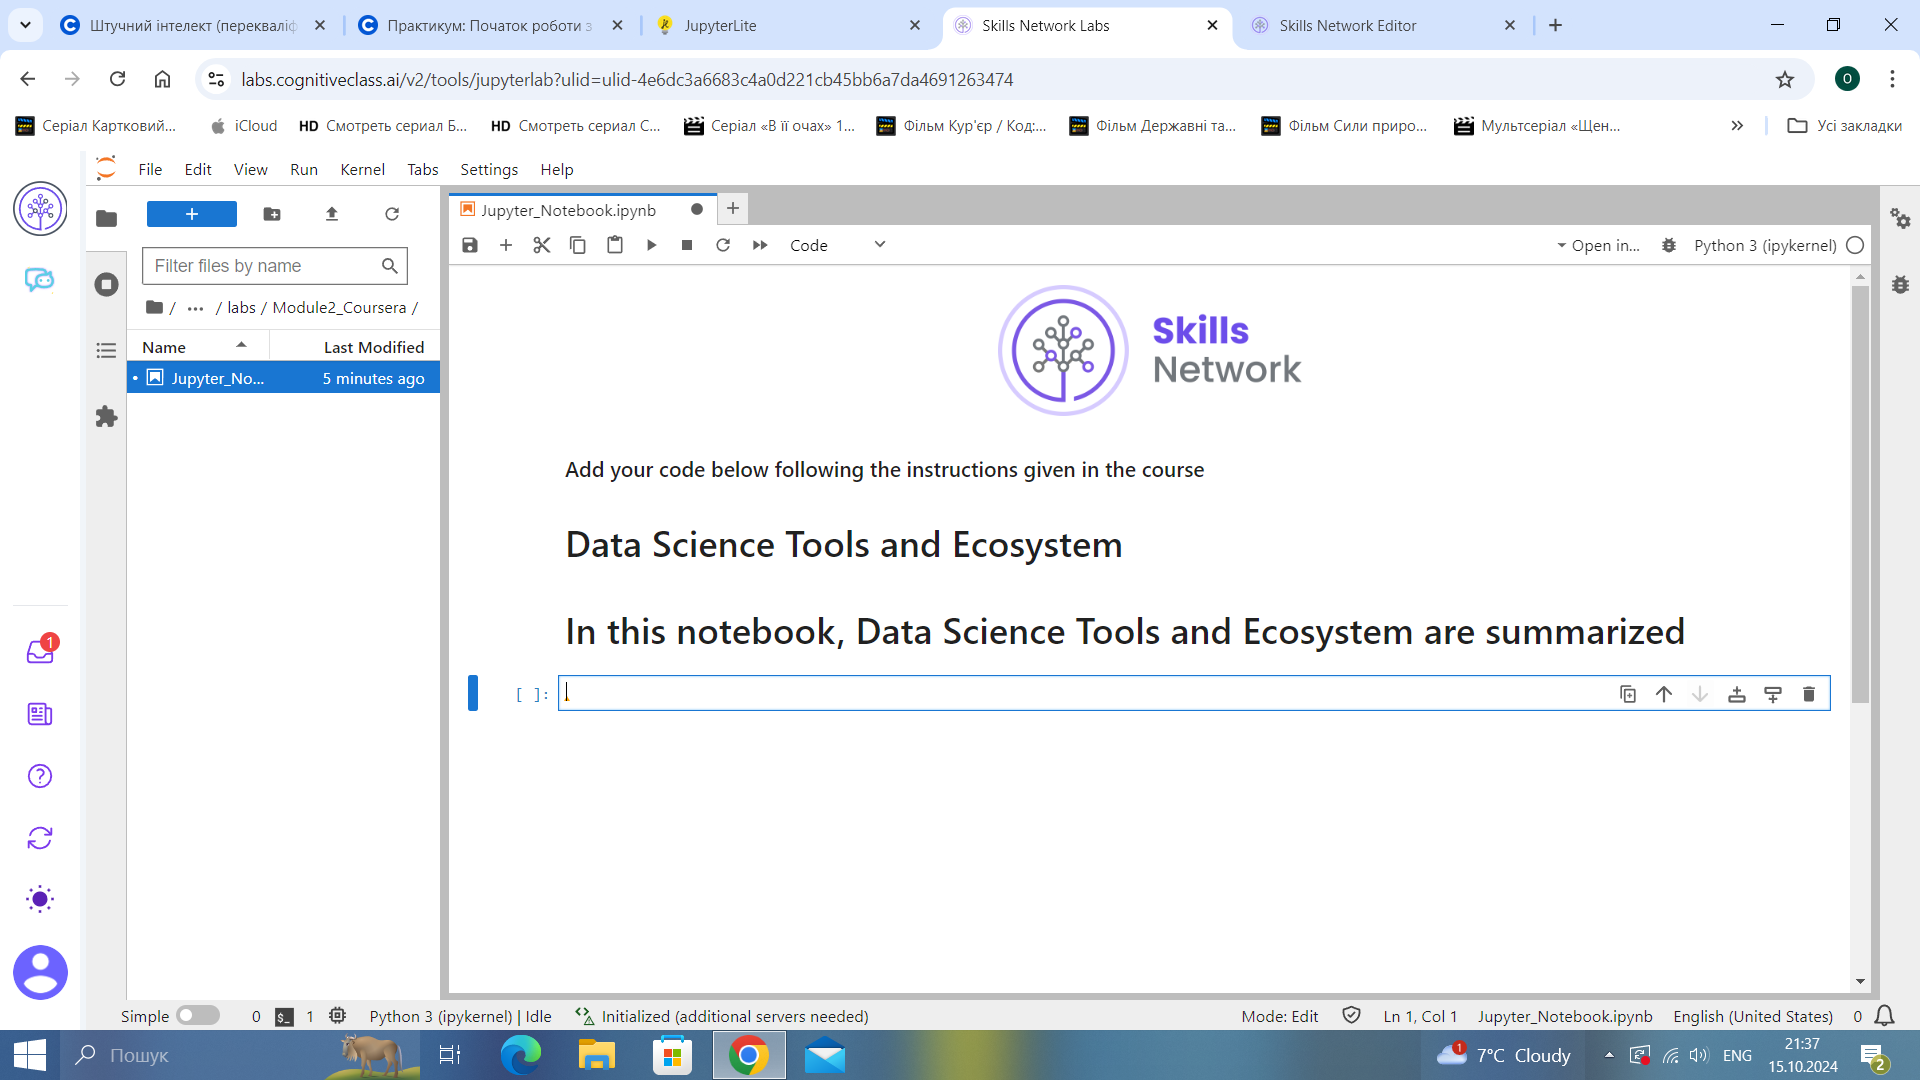 Штучний інтелект (перекваліф
Практикум: Початок роботи з
JupyterLite
Skills Network Labs
Skills Network Editor
labs.cognitiveclass.ai/v2/tools/jupyterlab?ulid=ulid-4e6dc3a6683c4a0d221cb45bb6a7da4691263474
O
Серіал Картковий...
iCloud
HD Смотреть сериал Б...
HD Смотреть сериал С...
Серіал «В її очах» 1...
Фільм Кур'єр / Код:...
Фільм Державні та...
Фільм Сили приро...
Мультсеріал «Щен...
Усі закладки
File Edit View Run Kernel Tabs Settings Help
Jupyter_Notebook.ipynb
Filter files by name
Code
Open in...
Python 3 (ipykernel)
/ ... / labs / Module2_Coursera /
Name Last Modified
Jupyter_No... 5 minutes ago
Skills
Network
Add your code below following the instructions given in the course
Data Science Tools and Ecosystem
In this notebook, Data Science Tools and Ecosystem are summarized
[ ]:
1
Simple 0 1 Python 3 (ipykernel) | Idle Initialized (additional servers needed)
Mode: Edit Ln 1, Col 1 Jupyter_Notebook.ipynb English (United States) 0
Пошук
1
7°C Cloudy
ENG
21:37
15.10.2024
2